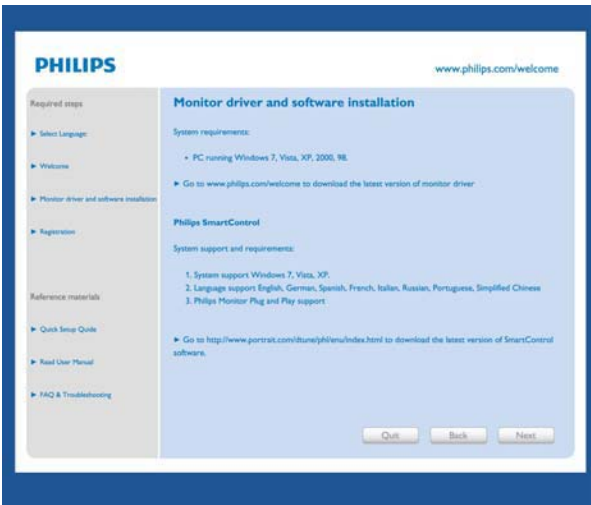 PHILIPS
www.philips.com/welcome
Required steps
► Select Language:
► Welcome
► Monitor driver and software installation
► Registration
Reference materials
► Quick Setup Guide
► Read User Manual
► FAQ & Troubleshooting
Monitor driver and software installation
System requirements:
• PC running Windows 7, Vista, XP, 2000, 98.
► Go to www.philips.com/welcome to download the latest version of monitor driver
Philips SmartControl
System support and requirements:
1. System support Windows 7, Vista, XP.
2. Language support English, German, Spanish, French, Italian, Russian, Portuguese, Simplified Chinese
3. Philips Monitor Plug and Play support
► Go to http://www.portrait.com/dtune/phl/enu/index.html to download the latest version of SmartControl
software.
Quit
Back
Next